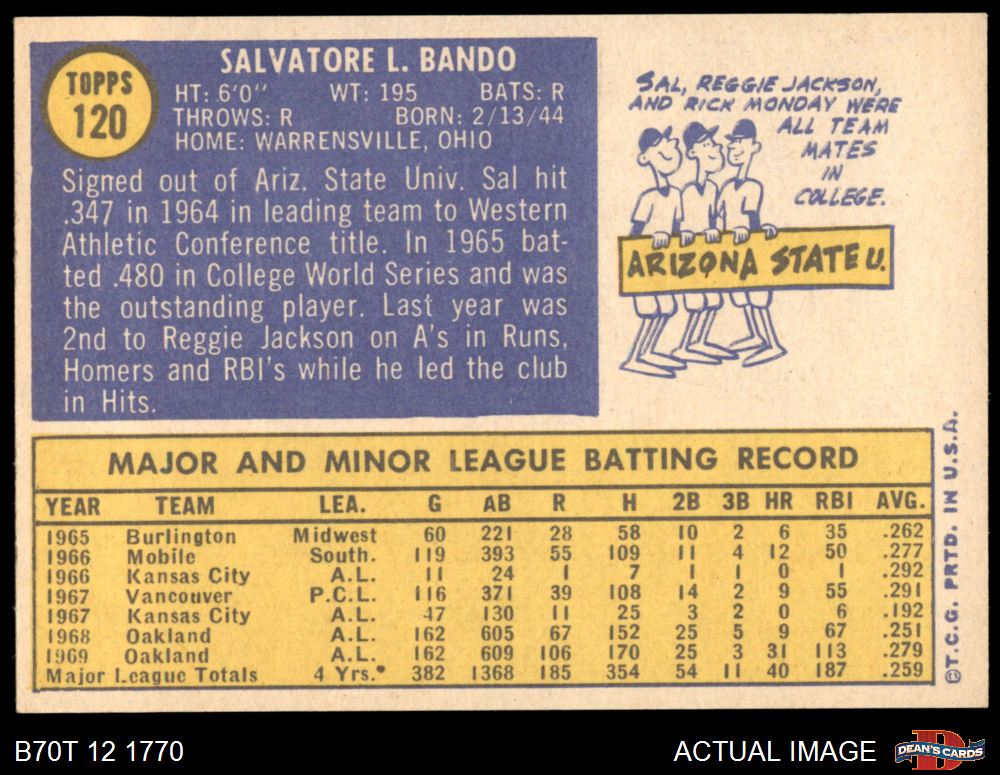 TOPPS
120
SALVATORE L. BANDO
HT: 6'0" WT: 195 BATS: R
THROWS: R BORN: 2/13/44
HOME: WARRENSVILLE, OHIO
Signed out of Ariz. State Univ. Sal hit
.347 in 1964 in leading team to Western
Athletic Conference title. In 1965 bat-
ted .480 in College World Series and was
the outstanding player. Last year was
2nd to Reggie Jackson on A's in Runs,
Homers and RBI's while he led the club
in Hits.
SAL, REGGIE JACKSON,
AND RICK MONDAY WERE
ALL TEAM
MATES
IN
COLLEGE.
ARIZONA STATE U.
MAJOR AND MINOR LEAGUE BATTING RECORD
YEAR TEAM LEA. G AB R H 2B 3B HR RBI AVG.
1965 Burlington Midwest 60 221 28 58 10 2 6 35 .262
1966 Mobile South. 119 393 55 109 11 4 12 50 .277
1966 Kansas City A.L. 11 24 1 7 1 1 0 1 .292
1967 Vancouver P.C.L. 116 371 39 108 14 2 9 55 .291
1967 Kansas City A.L. 47 130 11 25 3 2 0 6 .192
1968 Oakland A.L. 162 605 67 152 25 5 9 67 .251
1969 Oakland A.L. 162 609 106 170 25 3 31 113 .279
Major League Totals 4 Yrs.* 382 1368 185 354 54 11 40 187 .259
©T.C.G. PRTD. IN U.S.A.
B70T 12 1770
ACTUAL IMAGE
DEAN'S CARDS